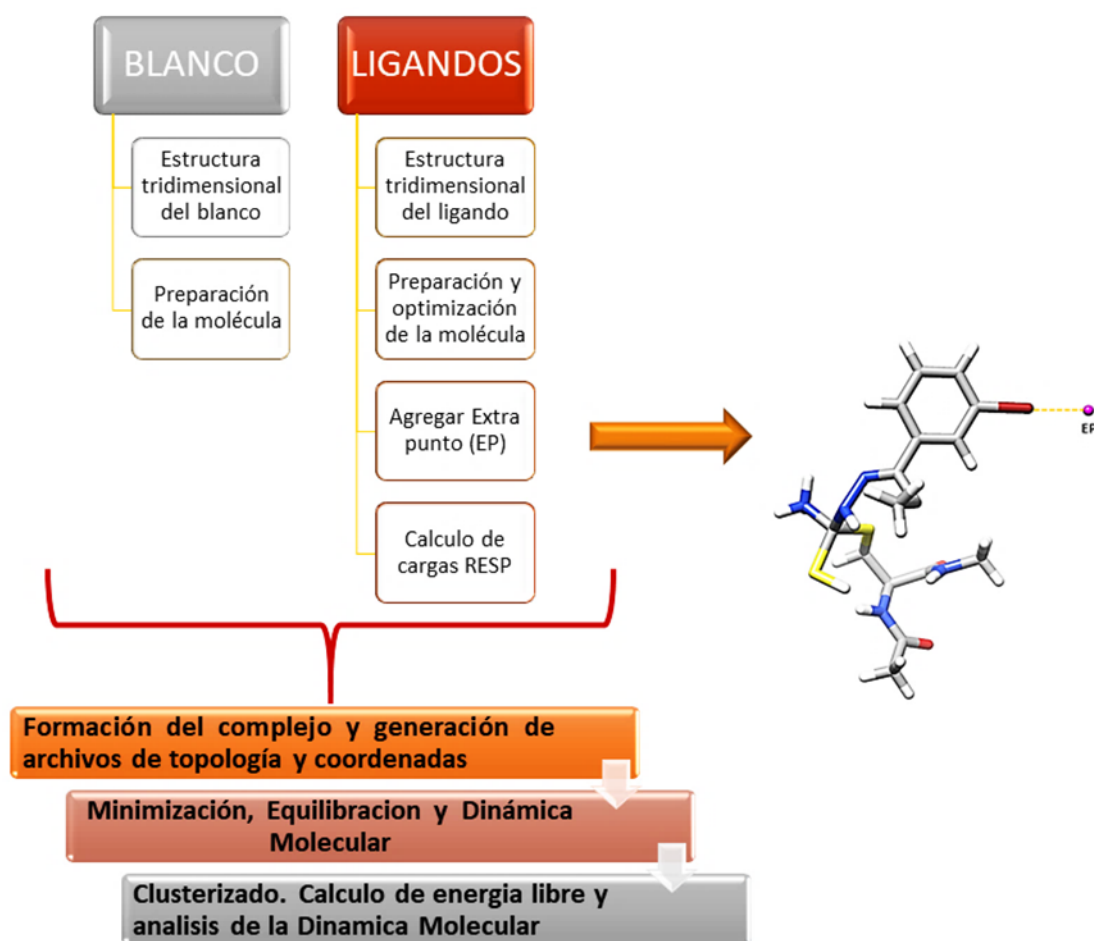 BLANCO
Estructura
tridimensional
del blanco
Preparación
de la molécula
LIGANDOS
Estructura
tridimensional
del ligando
Preparación y
optimización
de la molécula
Agregar Extra
punto (EP)
Calculo de
cargas RESP
EP
Formación del complejo y generación de
archivos de topología y coordenadas
Minimización, Equilibracion y Dinámica
Molecular
Clusterizado. Calculo de energia libre y
analisis de la Dinamica Molecular